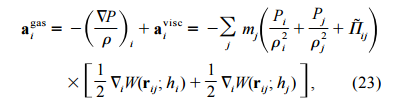 a_i^gas = −(∇P/ρ)_i + a_i^visc = −∑_j m_j (P_i/ρ_i^2 + P_j/ρ_j^2 + Π̃_ij)
× [1/2 ∇_i W(r_ij; h_i) + 1/2 ∇_i W(r_ij; h_j)], (23)